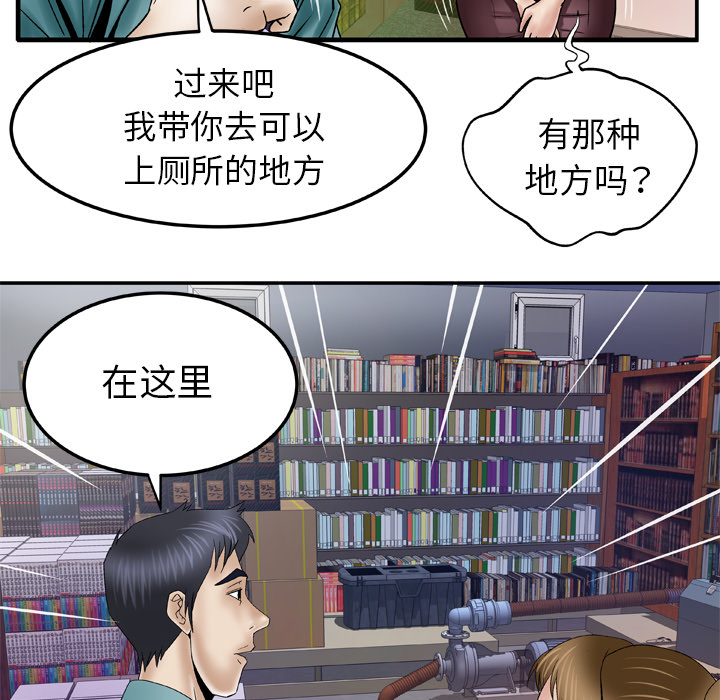 过来吧
我带你去可以
上厕所的地方
有那种
地方吗？
在这里